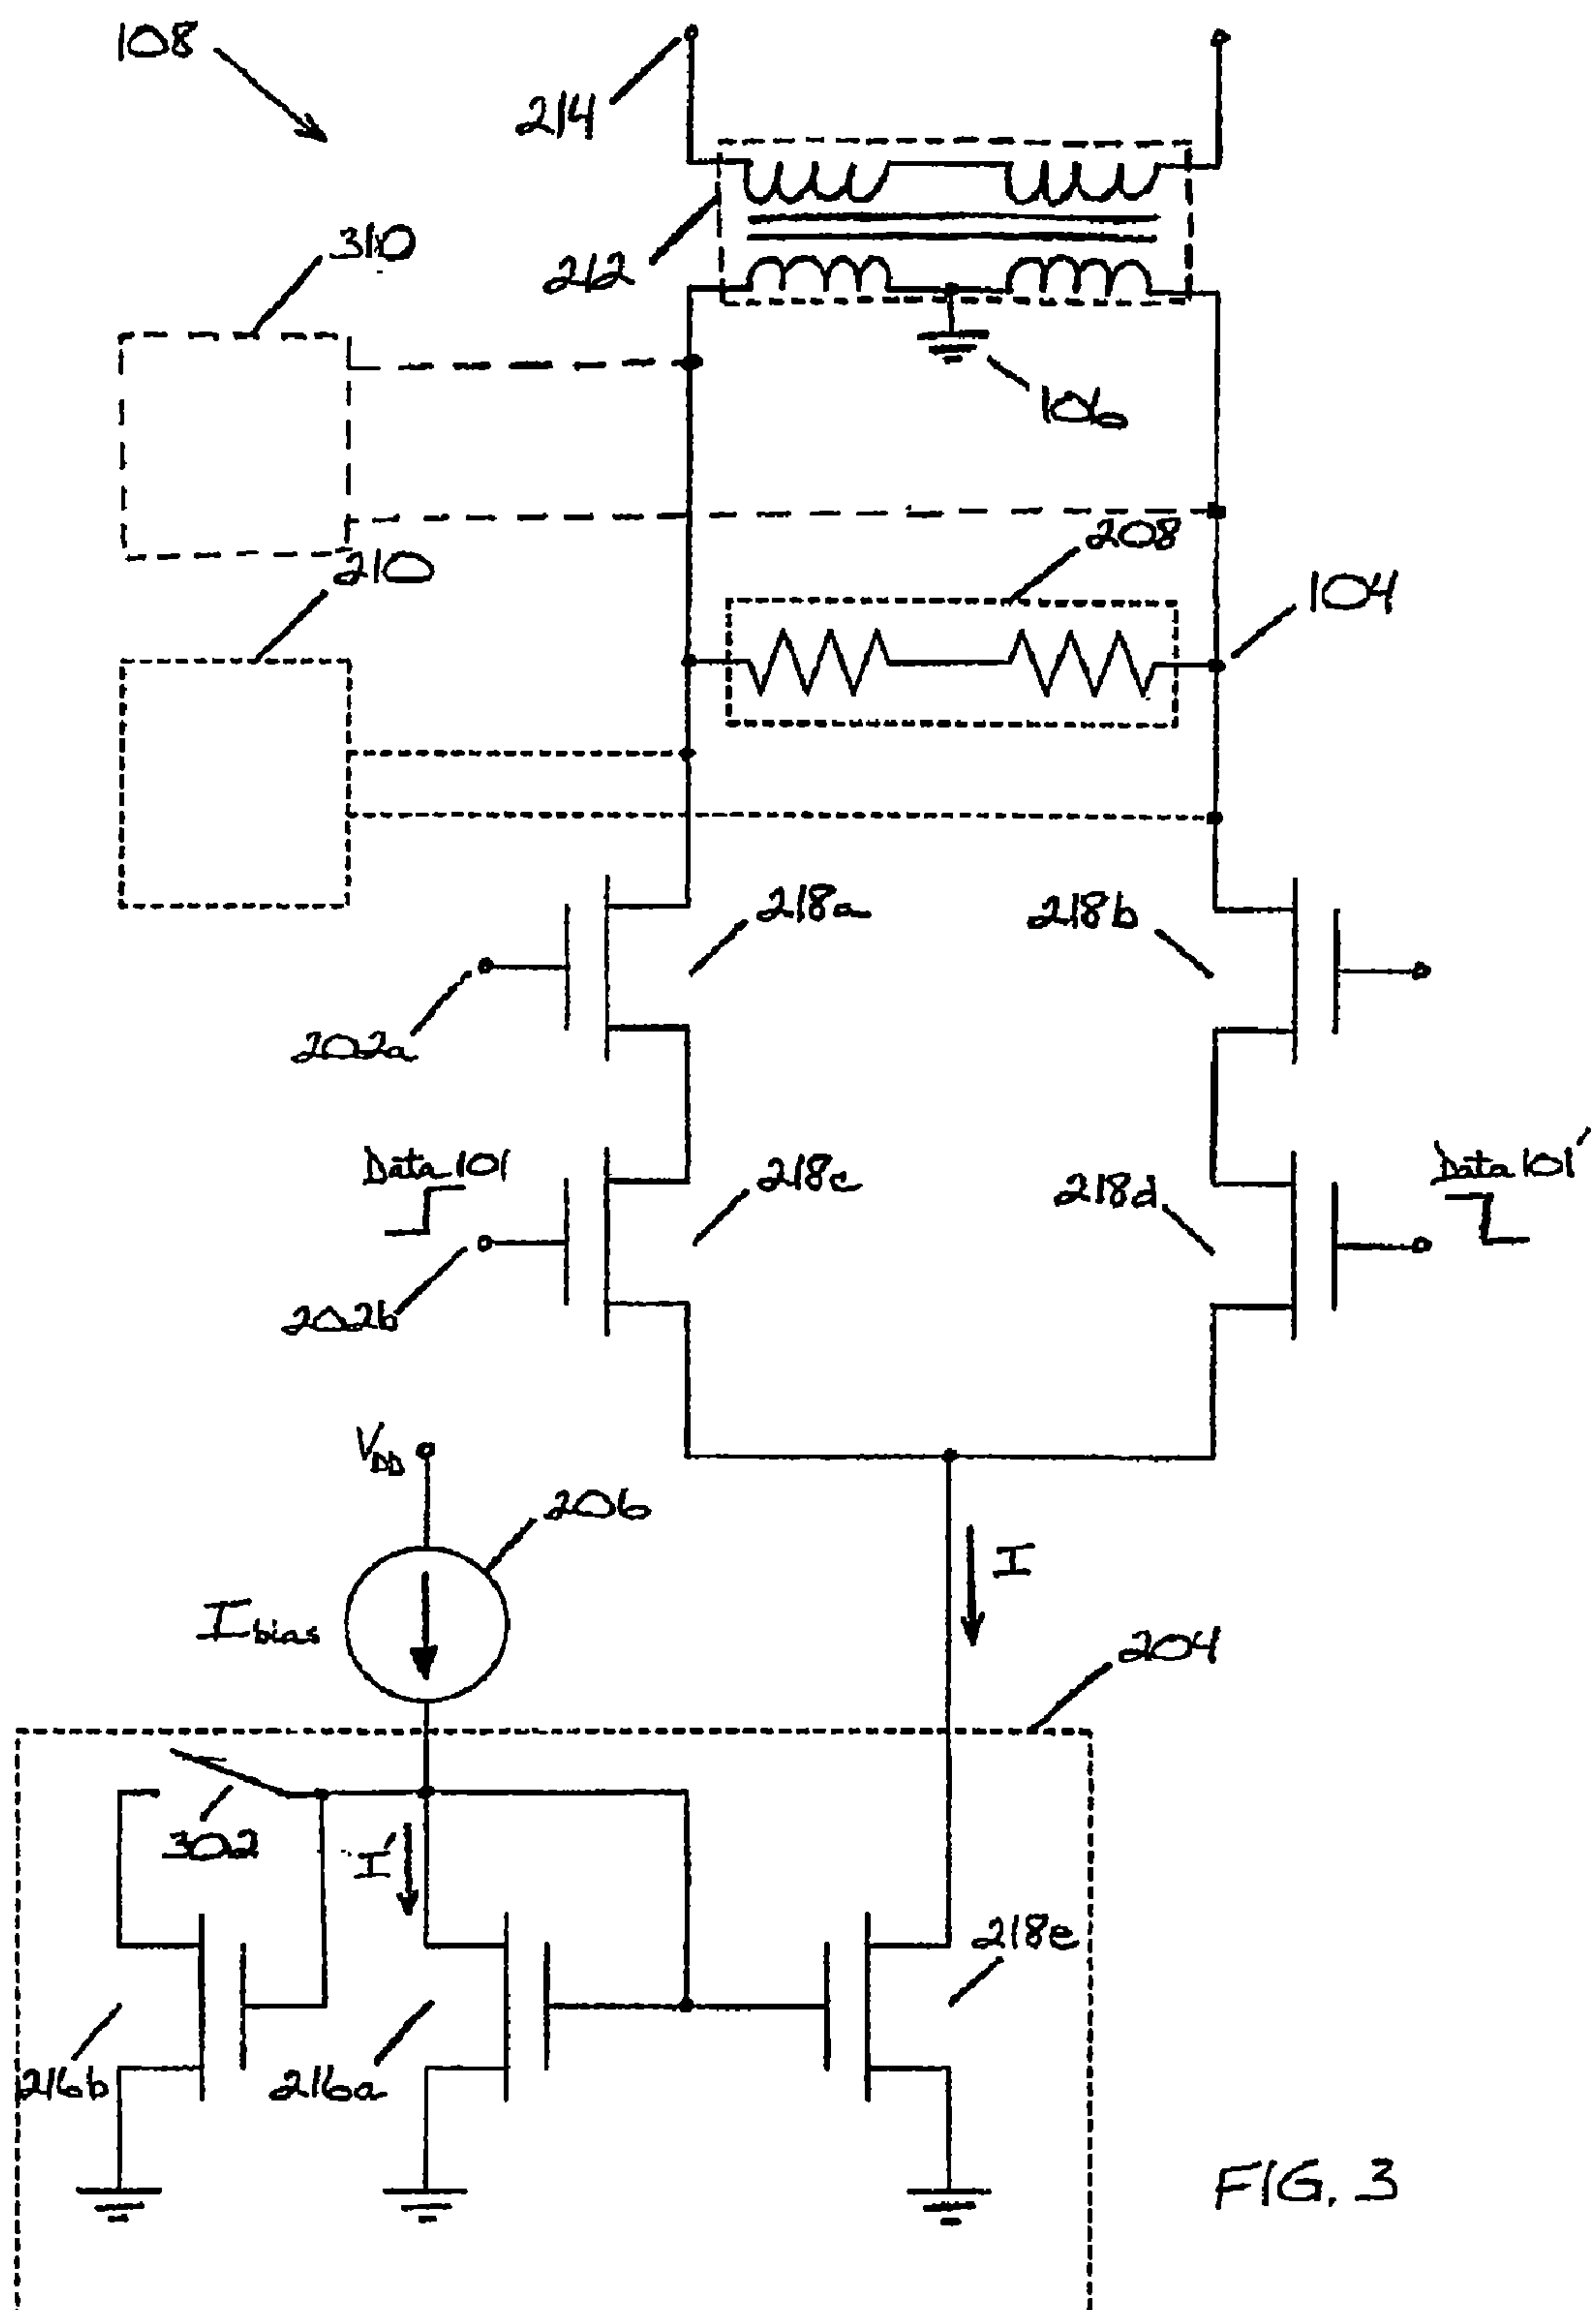 108
214
212
310
106
210
208
104
218a
218b
202a
Data 101
218c
218d
Data 101'
202b
VDD
206
Ibias
I
204
302
I'
218e
216b
216a
FIG. 3